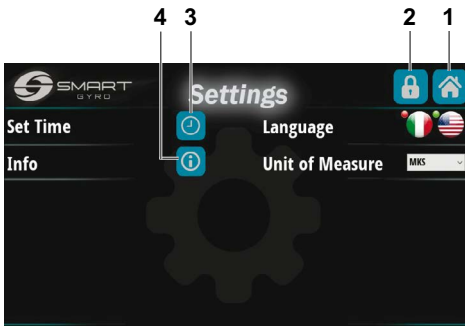 4 3 2 1
SMART
GYRO
Settings
Set Time
Language
Info
Unit of Measure
MKS